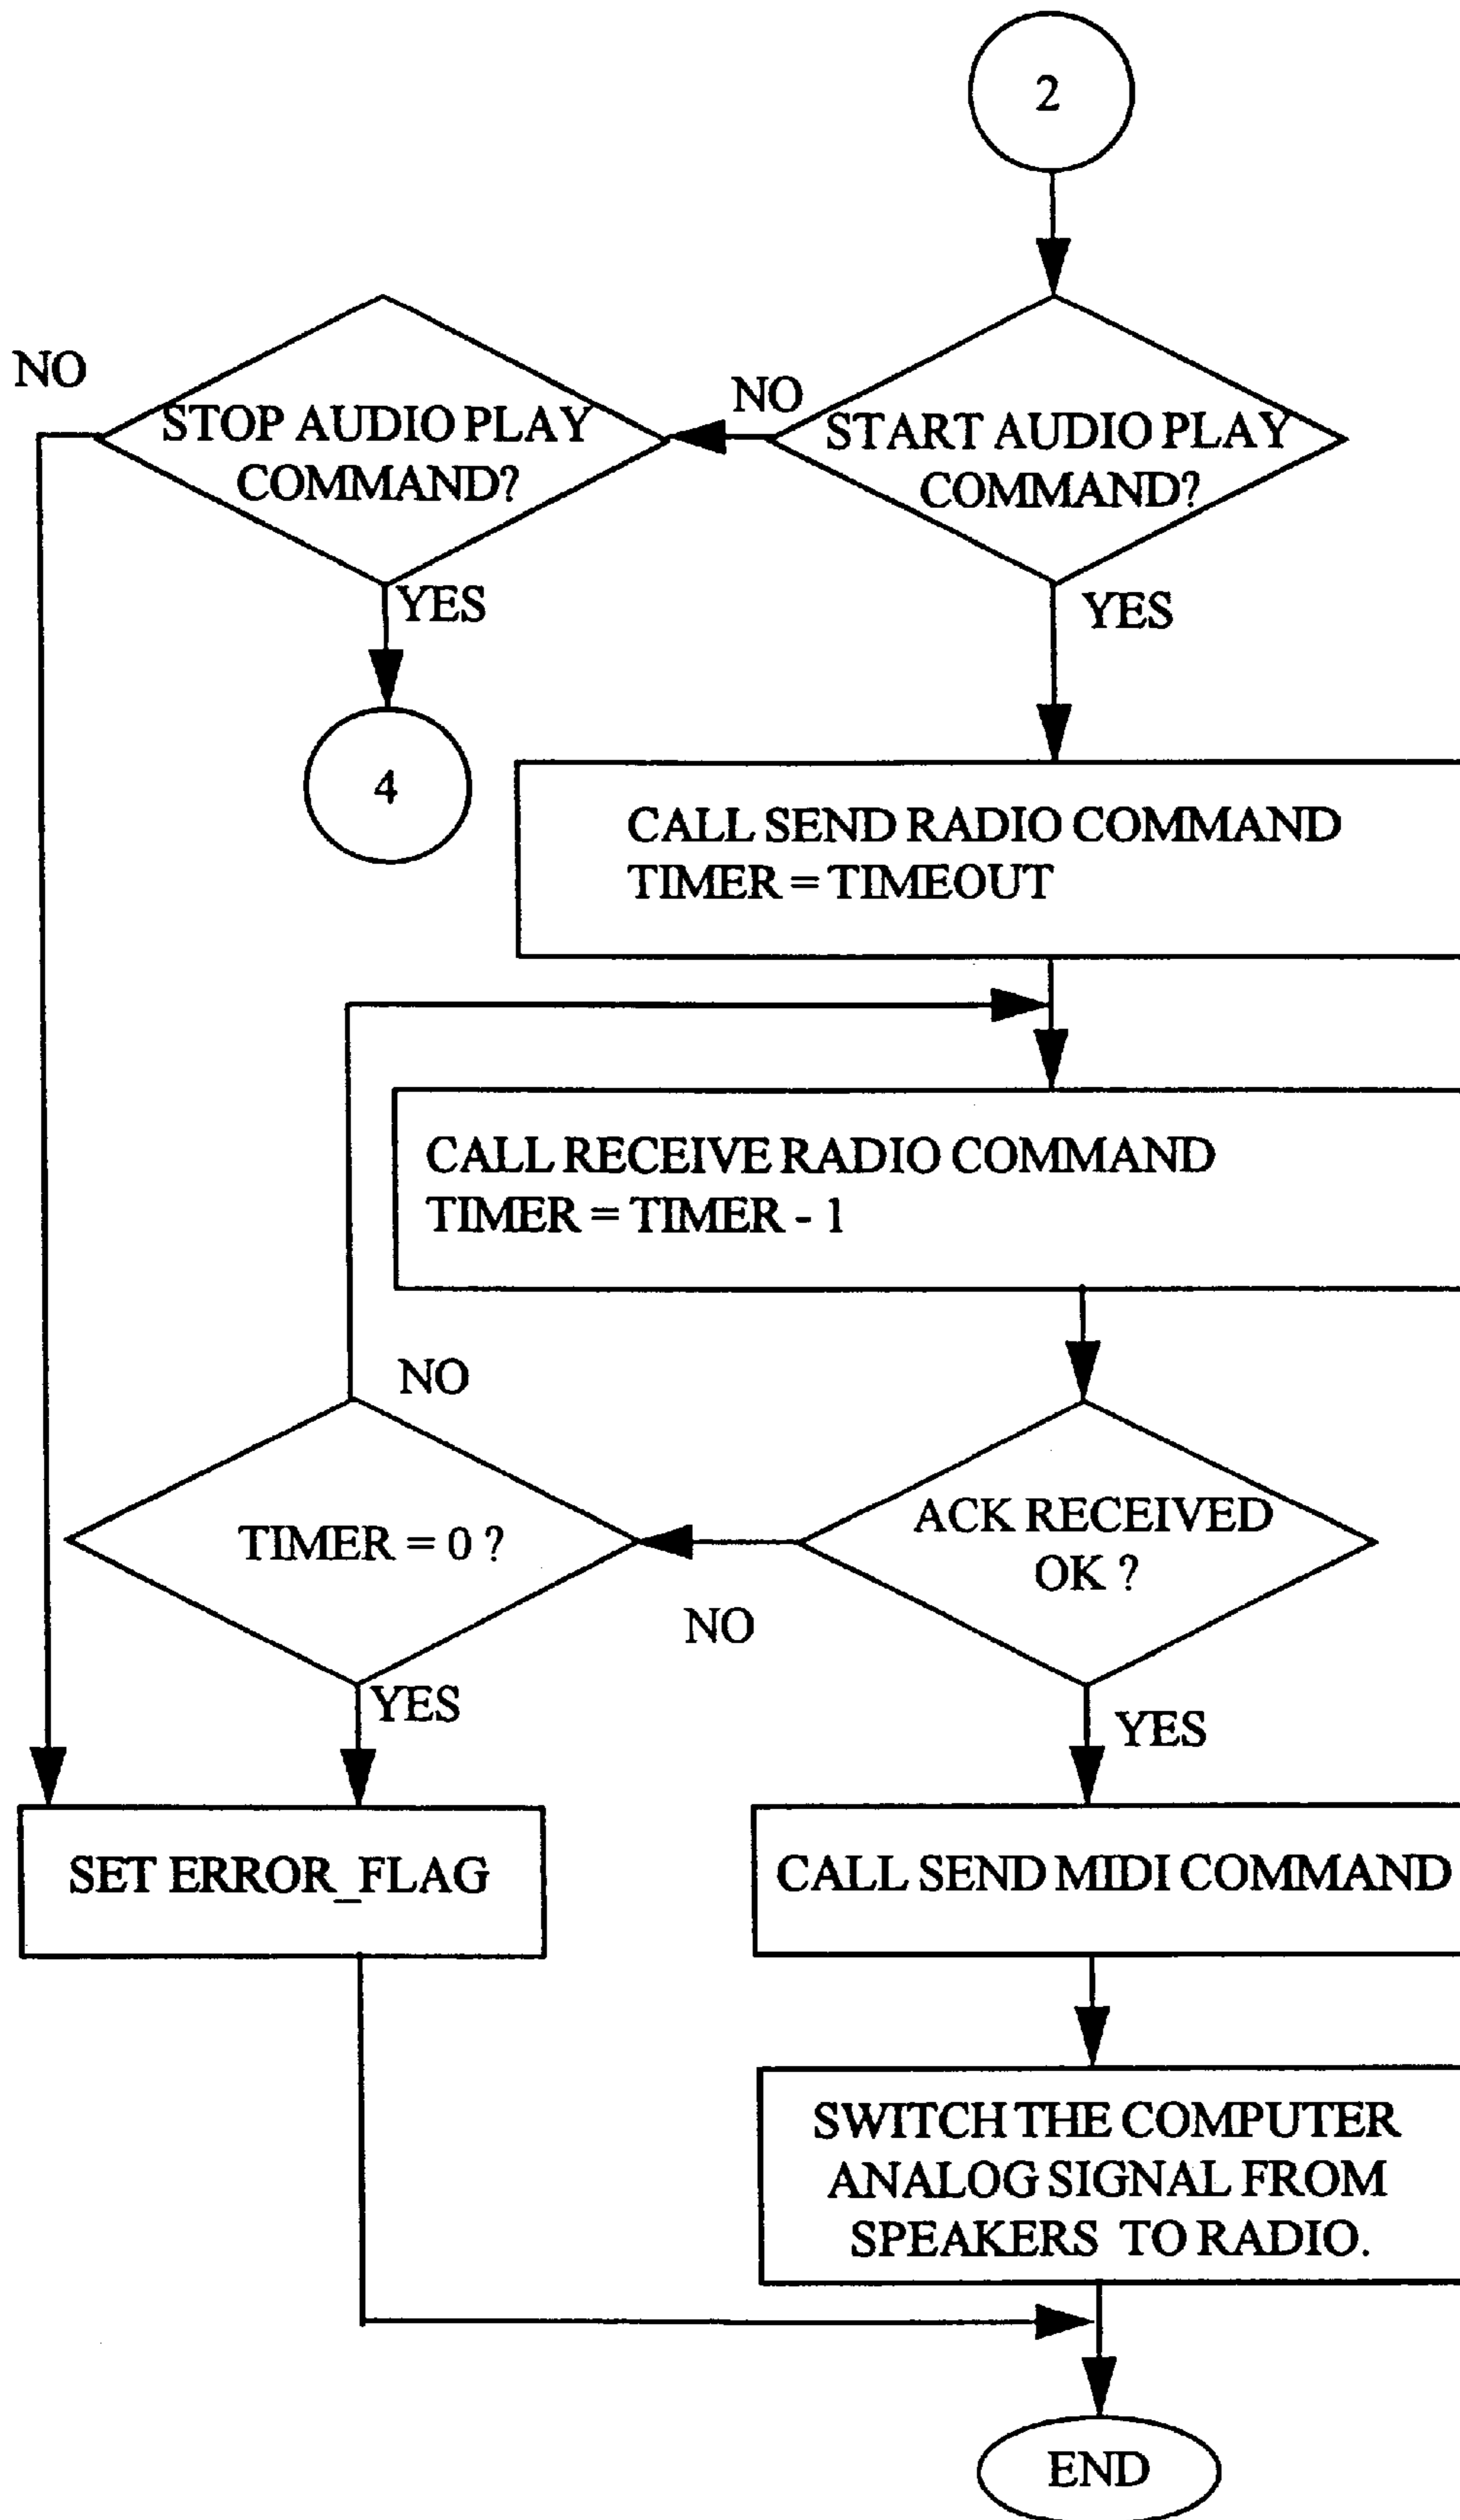 2
NO
STOP AUDIO PLAY
COMMAND?
NO
START AUDIO PLAY
COMMAND?
YES
YES
4
CALL SEND RADIO COMMAND
TIMER = TIMEOUT
CALL RECEIVE RADIO COMMAND
TIMER = TIMER - 1
NO
TIMER = 0 ?
ACK RECEIVED
OK ?
NO
YES
YES
SET ERROR_FLAG
CALL SEND MIDI COMMAND
SWITCH THE COMPUTER
ANALOG SIGNAL FROM
SPEAKERS TO RADIO.
END